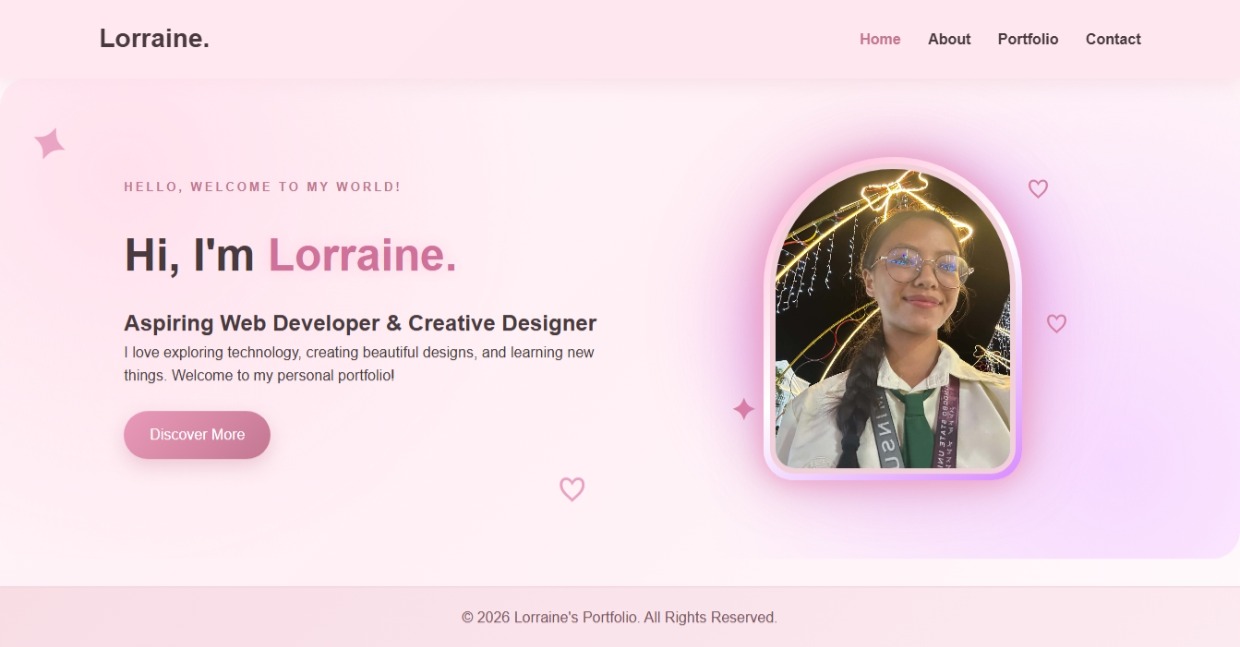 Lorraine.
Home About Portfolio Contact
HELLO, WELCOME TO MY WORLD!
Hi, I'm Lorraine.
Aspiring Web Developer & Creative Designer
I love exploring technology, creating beautiful designs, and learning new
things. Welcome to my personal portfolio!
Discover More
© 2026 Lorraine's Portfolio. All Rights Reserved.